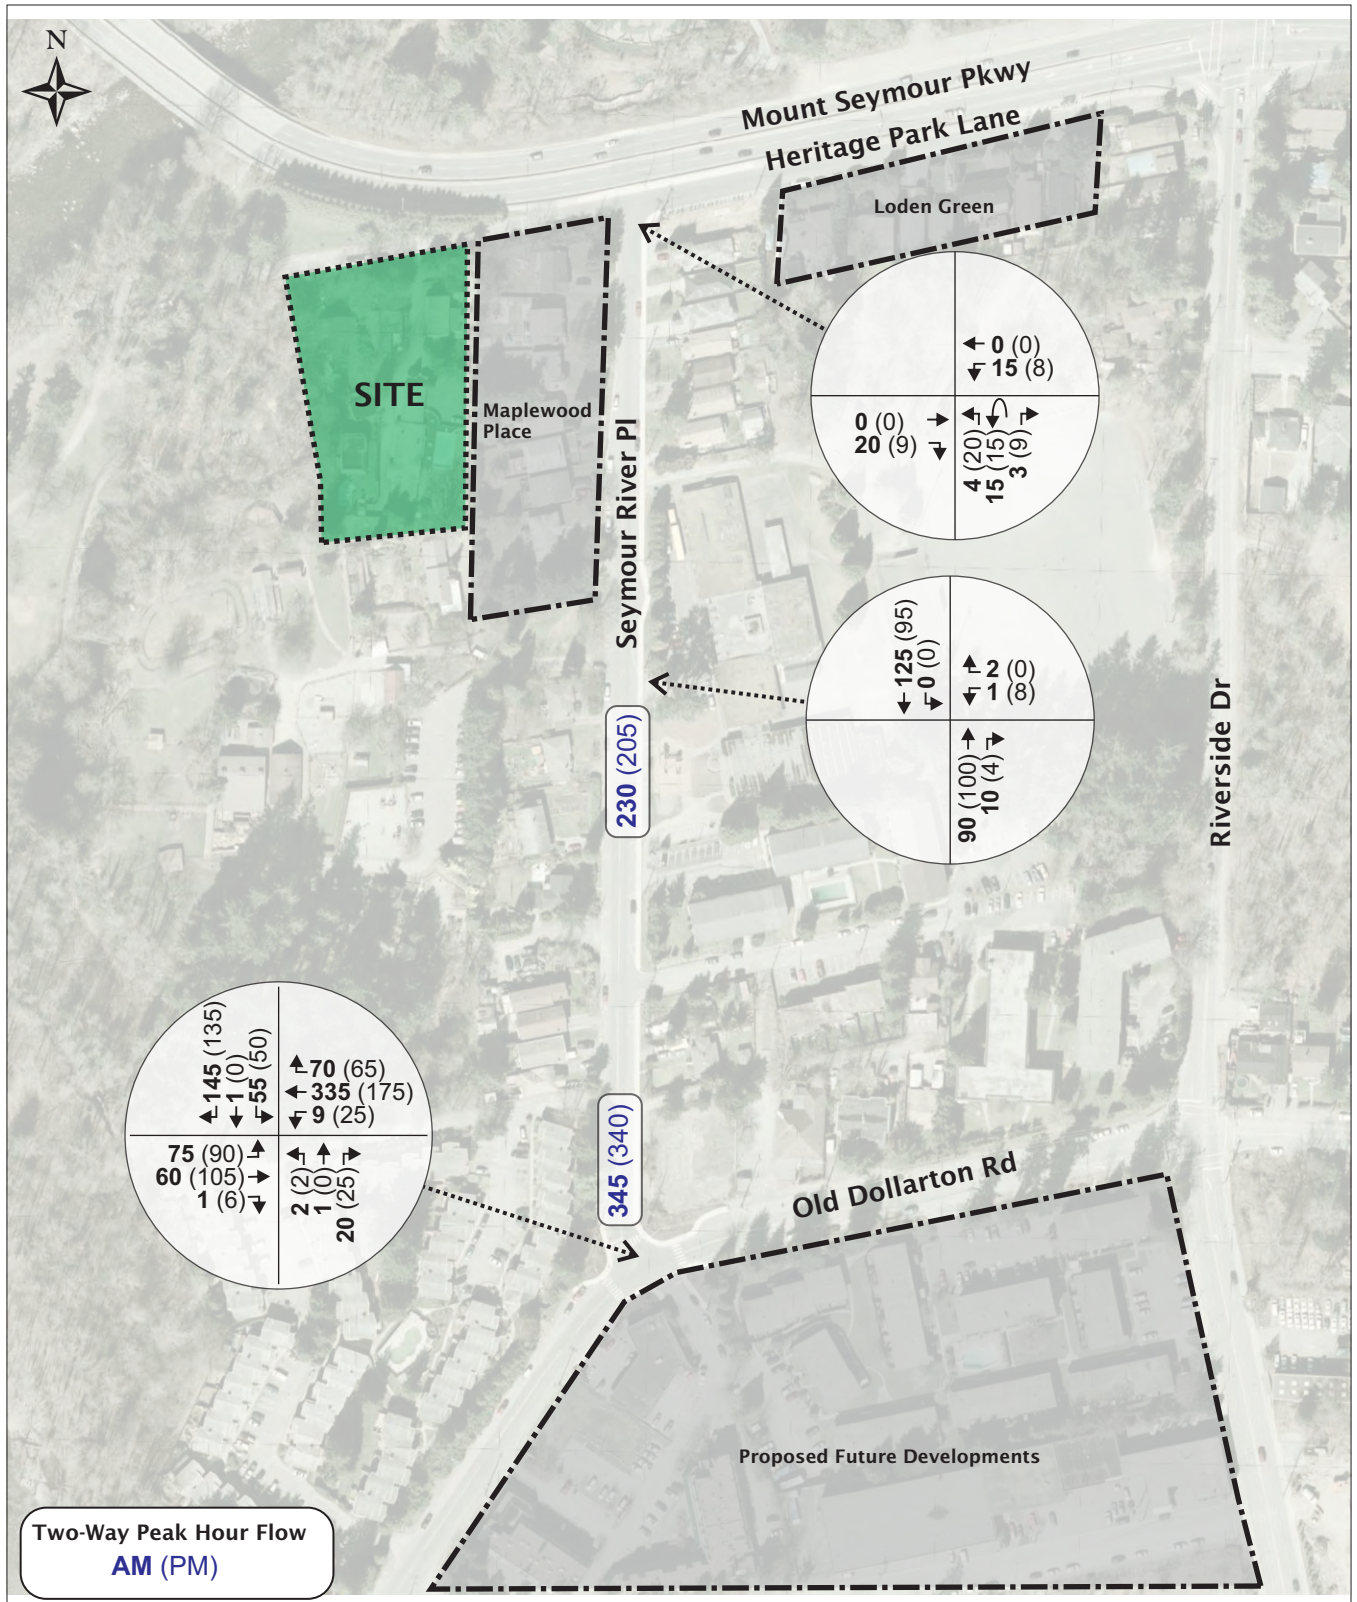 N
Mount Seymour Pkwy
Heritage Park Lane
Loden Green
SITE
Maplewood
Place
Seymour River Pl
0 (0)
15 (8)
0 (0)
20 (9)
4 (20)
15 (15)
3 (9)
125 (95)
0 (0)
2 (0)
1 (8)
90 (100)
10 (4)
230 (205)
Riverside Dr
145 (135)
1 (0)
55 (50)
70 (65)
335 (175)
9 (25)
75 (90)
60 (105)
1 (6)
2 (2)
1 (0)
20 (25)
345 (340)
Old Dollarton Rd
Proposed Future Developments
Two-Way Peak Hour Flow
AM (PM)